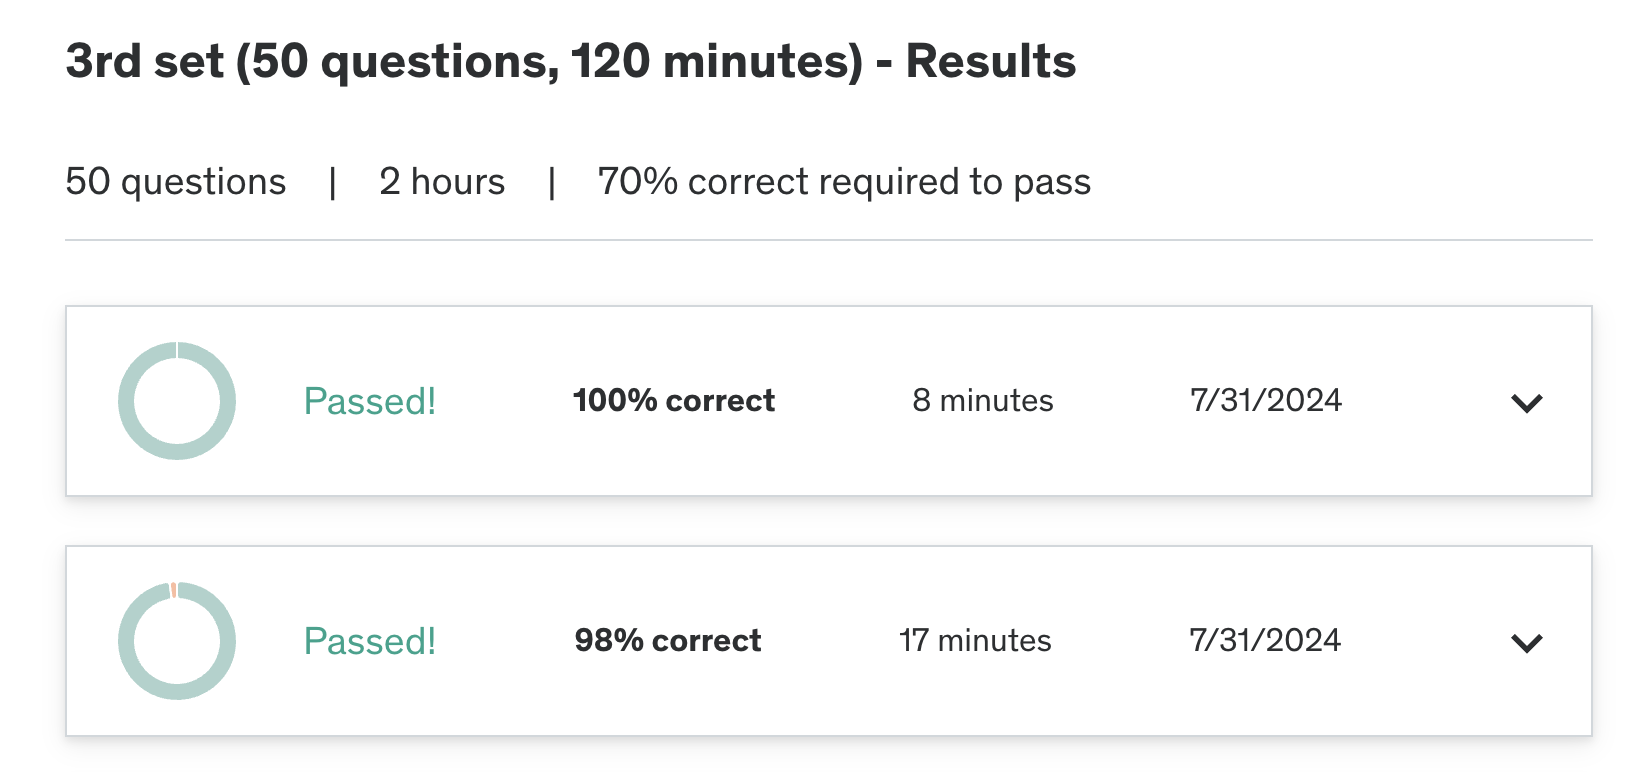 3rd set (50 questions, 120 minutes) - Results
50 questions | 2 hours | 70% correct required to pass
Passed! 100% correct 8 minutes 7/31/2024
Passed! 98% correct 17 minutes 7/31/2024